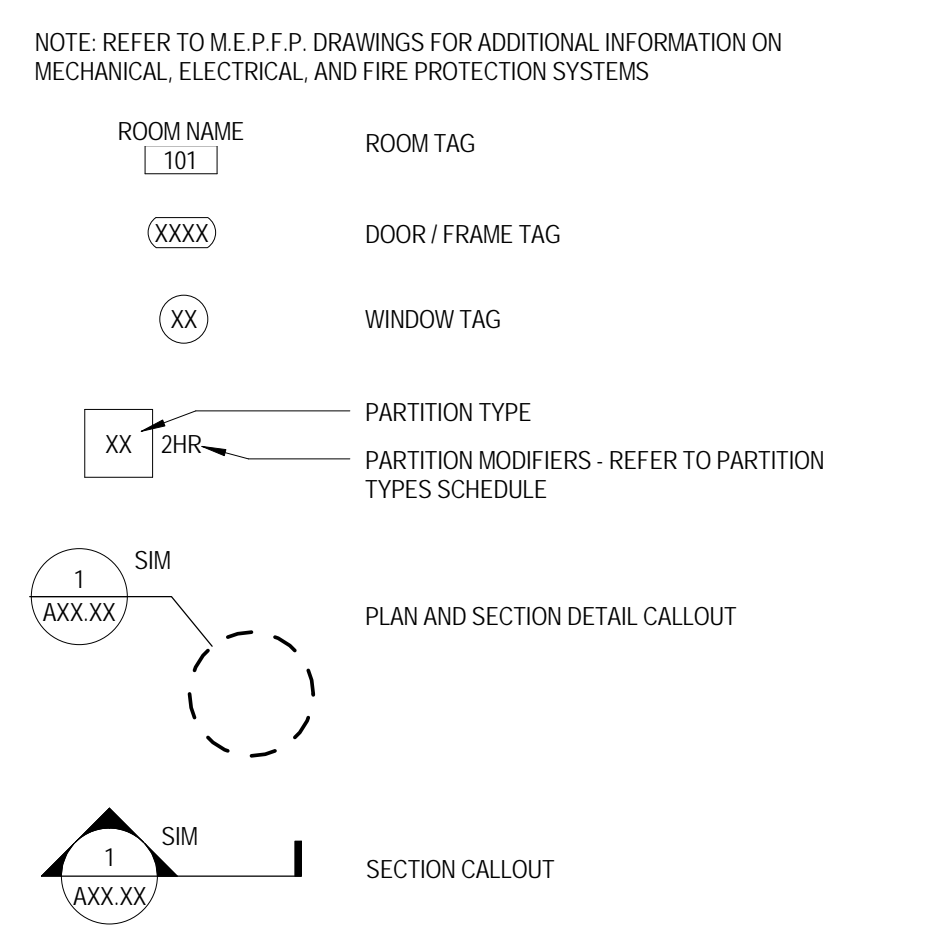 NOTE: REFER TO M.E.P.F.P. DRAWINGS FOR ADDITIONAL INFORMATION ON
MECHANICAL, ELECTRICAL, AND FIRE PROTECTION SYSTEMS
ROOM NAME
101
ROOM TAG
XXXX
DOOR / FRAME TAG
XX
WINDOW TAG
XX
2HR
PARTITION TYPE
PARTITION MODIFIERS - REFER TO PARTITION
TYPES SCHEDULE
1
AXX.XX
SIM
PLAN AND SECTION DETAIL CALLOUT
1
AXX.XX
SIM
SECTION CALLOUT